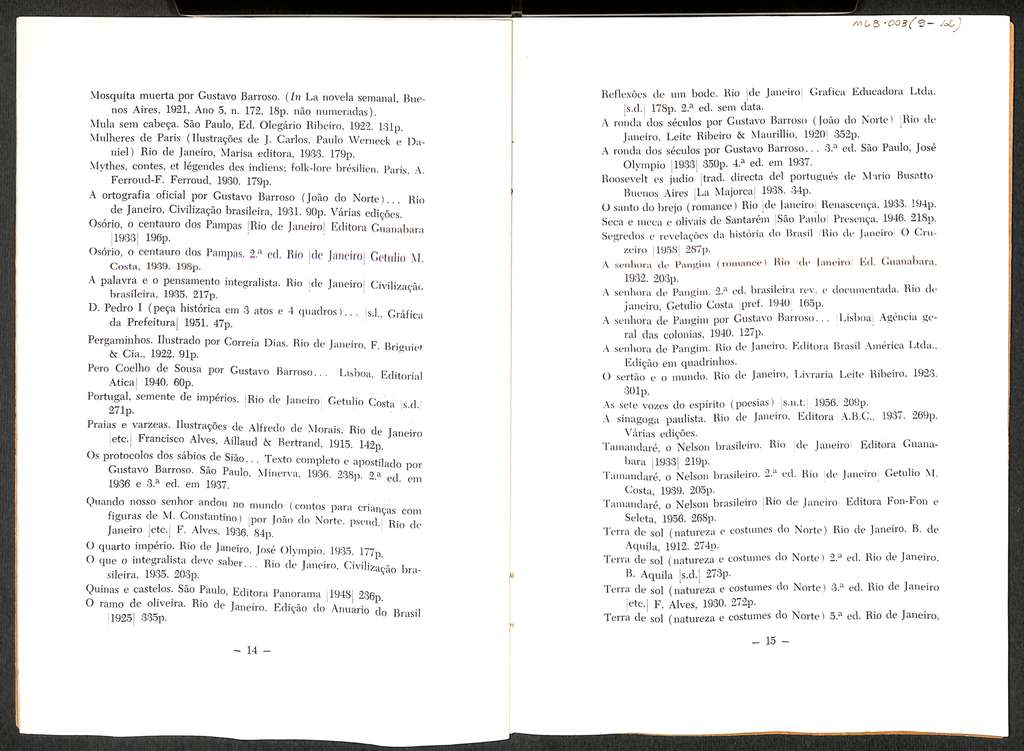 MLB-003(9-12)
Mosquita muerta por Gustavo Barroso. (In La novela semanal, Bue-
nos Aires, 1921, Ano 5, n. 172, 18p. não numeradas).
Mula sem cabeça. São Paulo, Ed. Olegário Ribeiro, 1922. 131p.
Mulheres de Paris (Ilustrações de J. Carlos, Paulo Werneck e Da-
niel) Rio de Janeiro, Marisa editora, 1933. 179p.
Mythes, contes, et légendes des indiens; folk-lore brésilien. Paris, A.
Ferroud-F. Ferroud, 1930. 179p.
A ortografia oficial por Gustavo Barroso (João do Norte)... Rio
de Janeiro, Civilização brasileira, 1931. 90p. Várias edições.
Osório, o centauro dos Pampas |Rio de Janeiro| Editora Guanabara
|1933| 196p.
Osório, o centauro dos Pampas. 2.ª ed. Rio |de Janeiro| Getulio M.
Costa, 1939. 198p.
A palavra e o pensamento integralista. Rio |de Janeiro| Civilização
brasileira, 1935. 217p.
D. Pedro I (peça histórica em 3 atos e 4 quadros)... |s.l., Gráfica
da Prefeitura| 1951. 47p.
Pergaminhos. Ilustrado por Correia Dias. Rio de Janeiro, F. Briguiet
& Cia., 1922. 91p.
Pero Coelho de Sousa por Gustavo Barroso... |Lisboa, Editorial
Atica| 1940. 60p.
Portugal, semente de impérios. |Rio de Janeiro| Getulio Costa |s.d.|
271p.
Praias e varzeas. Ilustrações de Alfredo de Morais. Rio de Janeiro
|etc.| Francisco Alves, Aillaud & Bertrand, 1915. 142p.
Os protocolos dos sábios de Sião... Texto completo e apostilado por
Gustavo Barroso. São Paulo, Minerva, 1936. 238p. 2.ª ed. em
1936 e 3.ª ed. em 1937.
Quando nosso senhor andou no mundo (contos para crianças com
figuras de M. Constantino) |por João do Norte, pseud.| Rio de
Janeiro |etc.| F. Alves, 1936. 84p.
O quarto império. Rio de Janeiro, José Olympio, 1935. 177p.
O que o integralista deve saber... Rio de Janeiro, Civilização bra-
sileira, 1935. 203p.
Quinas e castelos. São Paulo, Editora Panorama |1948| 236p.
O ramo de oliveira. Rio de Janeiro. Edição do Anuario do Brasil
|1925| 335p.
– 14 –
Reflexões de um bode. Rio |de Janeiro| Grafica Educadora Ltda.
|s.d.| 178p. 2.ª ed. sem data.
A ronda dos séculos por Gustavo Barroso (João do Norte) |Rio de
Janeiro, Leite Ribeiro & Maurillio, 1920| 352p.
A ronda dos séculos por Gustavo Barroso... 3.ª ed. São Paulo, José
Olympio |1933| 350p. 4.ª ed. em 1937.
Roosevelt es judio |trad. directa del portugués de Mario Busatto
Buenos Aires |La Majorca| 1938. 34p.
O santo do brejo (romance) Rio |de Janeiro| Renascença, 1933. 194p.
Seca e meca e olivais de Santarém |São Paulo| Presença, 1946. 218p.
Segredos e revelações da história do Brasil |Rio de Janeiro| O Cru-
zeiro |1958| 287p.
A senhora de Pangim (romance) Rio |de Janeiro| Ed. Guanabara,
1932. 203p.
A senhora de Pangim. 2.ª ed. brasileira rev. e documentada. Rio de
janeiro, Getulio Costa |pref. 1940| 165p.
A senhora de Pangim por Gustavo Barroso... |Lisboa| Agência ge-
ral das colonias, 1940. 127p.
A senhora de Pangim. Rio de Janeiro, Editora Brasil América Ltda.,
Edição em quadrinhos.
O sertão e o mundo. Rio de Janeiro, Livraria Leite Ribeiro, 1923.
301p.
As sete vozes do espirito (poesias) |s.n.t.| 1956. 209p.
A sinagoga paulista. Rio de Janeiro, Editora A.B.C., 1937. 269p.
Várias edições.
Tamandaré, o Nelson brasileiro. Rio |de Janeiro| Editora Guana-
bara |1933| 219p.
Tamandaré, o Nelson brasileiro. 2.ª ed. Rio |de Janeiro| Getulio M.
Costa, 1939. 205p.
Tamandaré, o Nelson brasileiro |Rio de Janeiro| Editora Fon-Fon e
Seleta, 1956. 268p.
Terra de sol (natureza e costumes do Norte) Rio de Janeiro, B. de
Aquila, 1912. 274p.
Terra de sol (natureza e costumes do Norte) 2.ª ed. Rio de Janeiro,
B. Aquila |s.d.| 273p.
Terra de sol (natureza e costumes do Norte) 3.ª ed. Rio de Janeiro
|etc.| F. Alves, 1930. 272p.
Terra de sol (natureza e costumes do Norte) 5.ª ed. Rio de Janeiro,
– 15 –